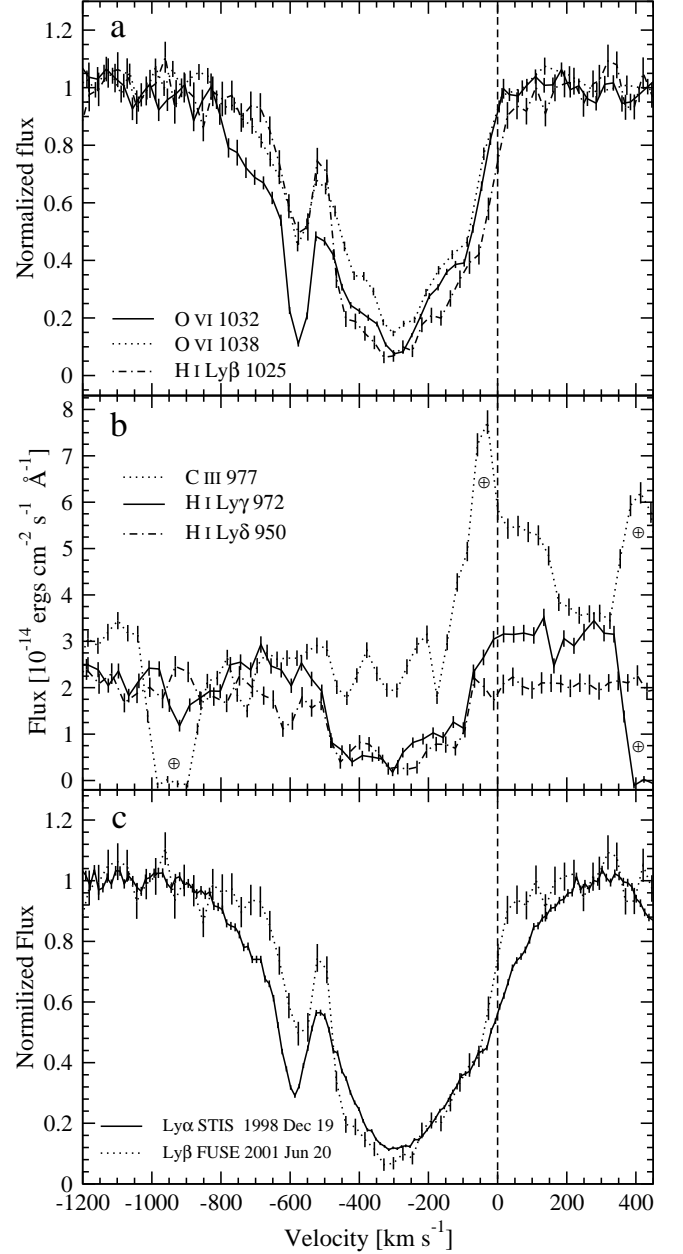 a
1.2
1
0.8
0.6
0.4
0.2
0
Normalized flux
O VI 1032
O VI 1038
H I Lyβ 1025
b
8
7
6
5
4
3
2
1
0
Flux [10⁻¹⁴ ergs cm⁻² s⁻¹ Å⁻¹]
C III 977
H I Lyγ 972
H I Lyδ 950
⊕
⊕
⊕
⊕
c
1.2
1
0.8
0.6
0.4
0.2
0
Normilized Flux
Lyα STIS 1998 Dec 19
Lyβ FUSE 2001 Jun 20
-1200 -1000 -800 -600 -400 -200 0 200 400
Velocity [km s⁻¹]